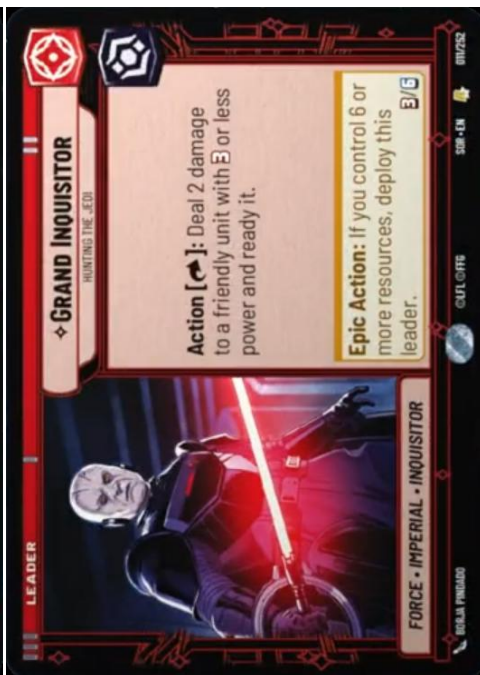 LEADER
GRAND INQUISITOR
HUNTING THE JEDI
Action [ ]: Deal 2 damage
to a friendly unit with 3 or less
power and ready it.
Epic Action: If you control 6 or
more resources, deploy this
leader.
3/6
FORCE • IMPERIAL • INQUISITOR
BORJA PINDADO
©LFL ©FFG
SOR • EN
011/252